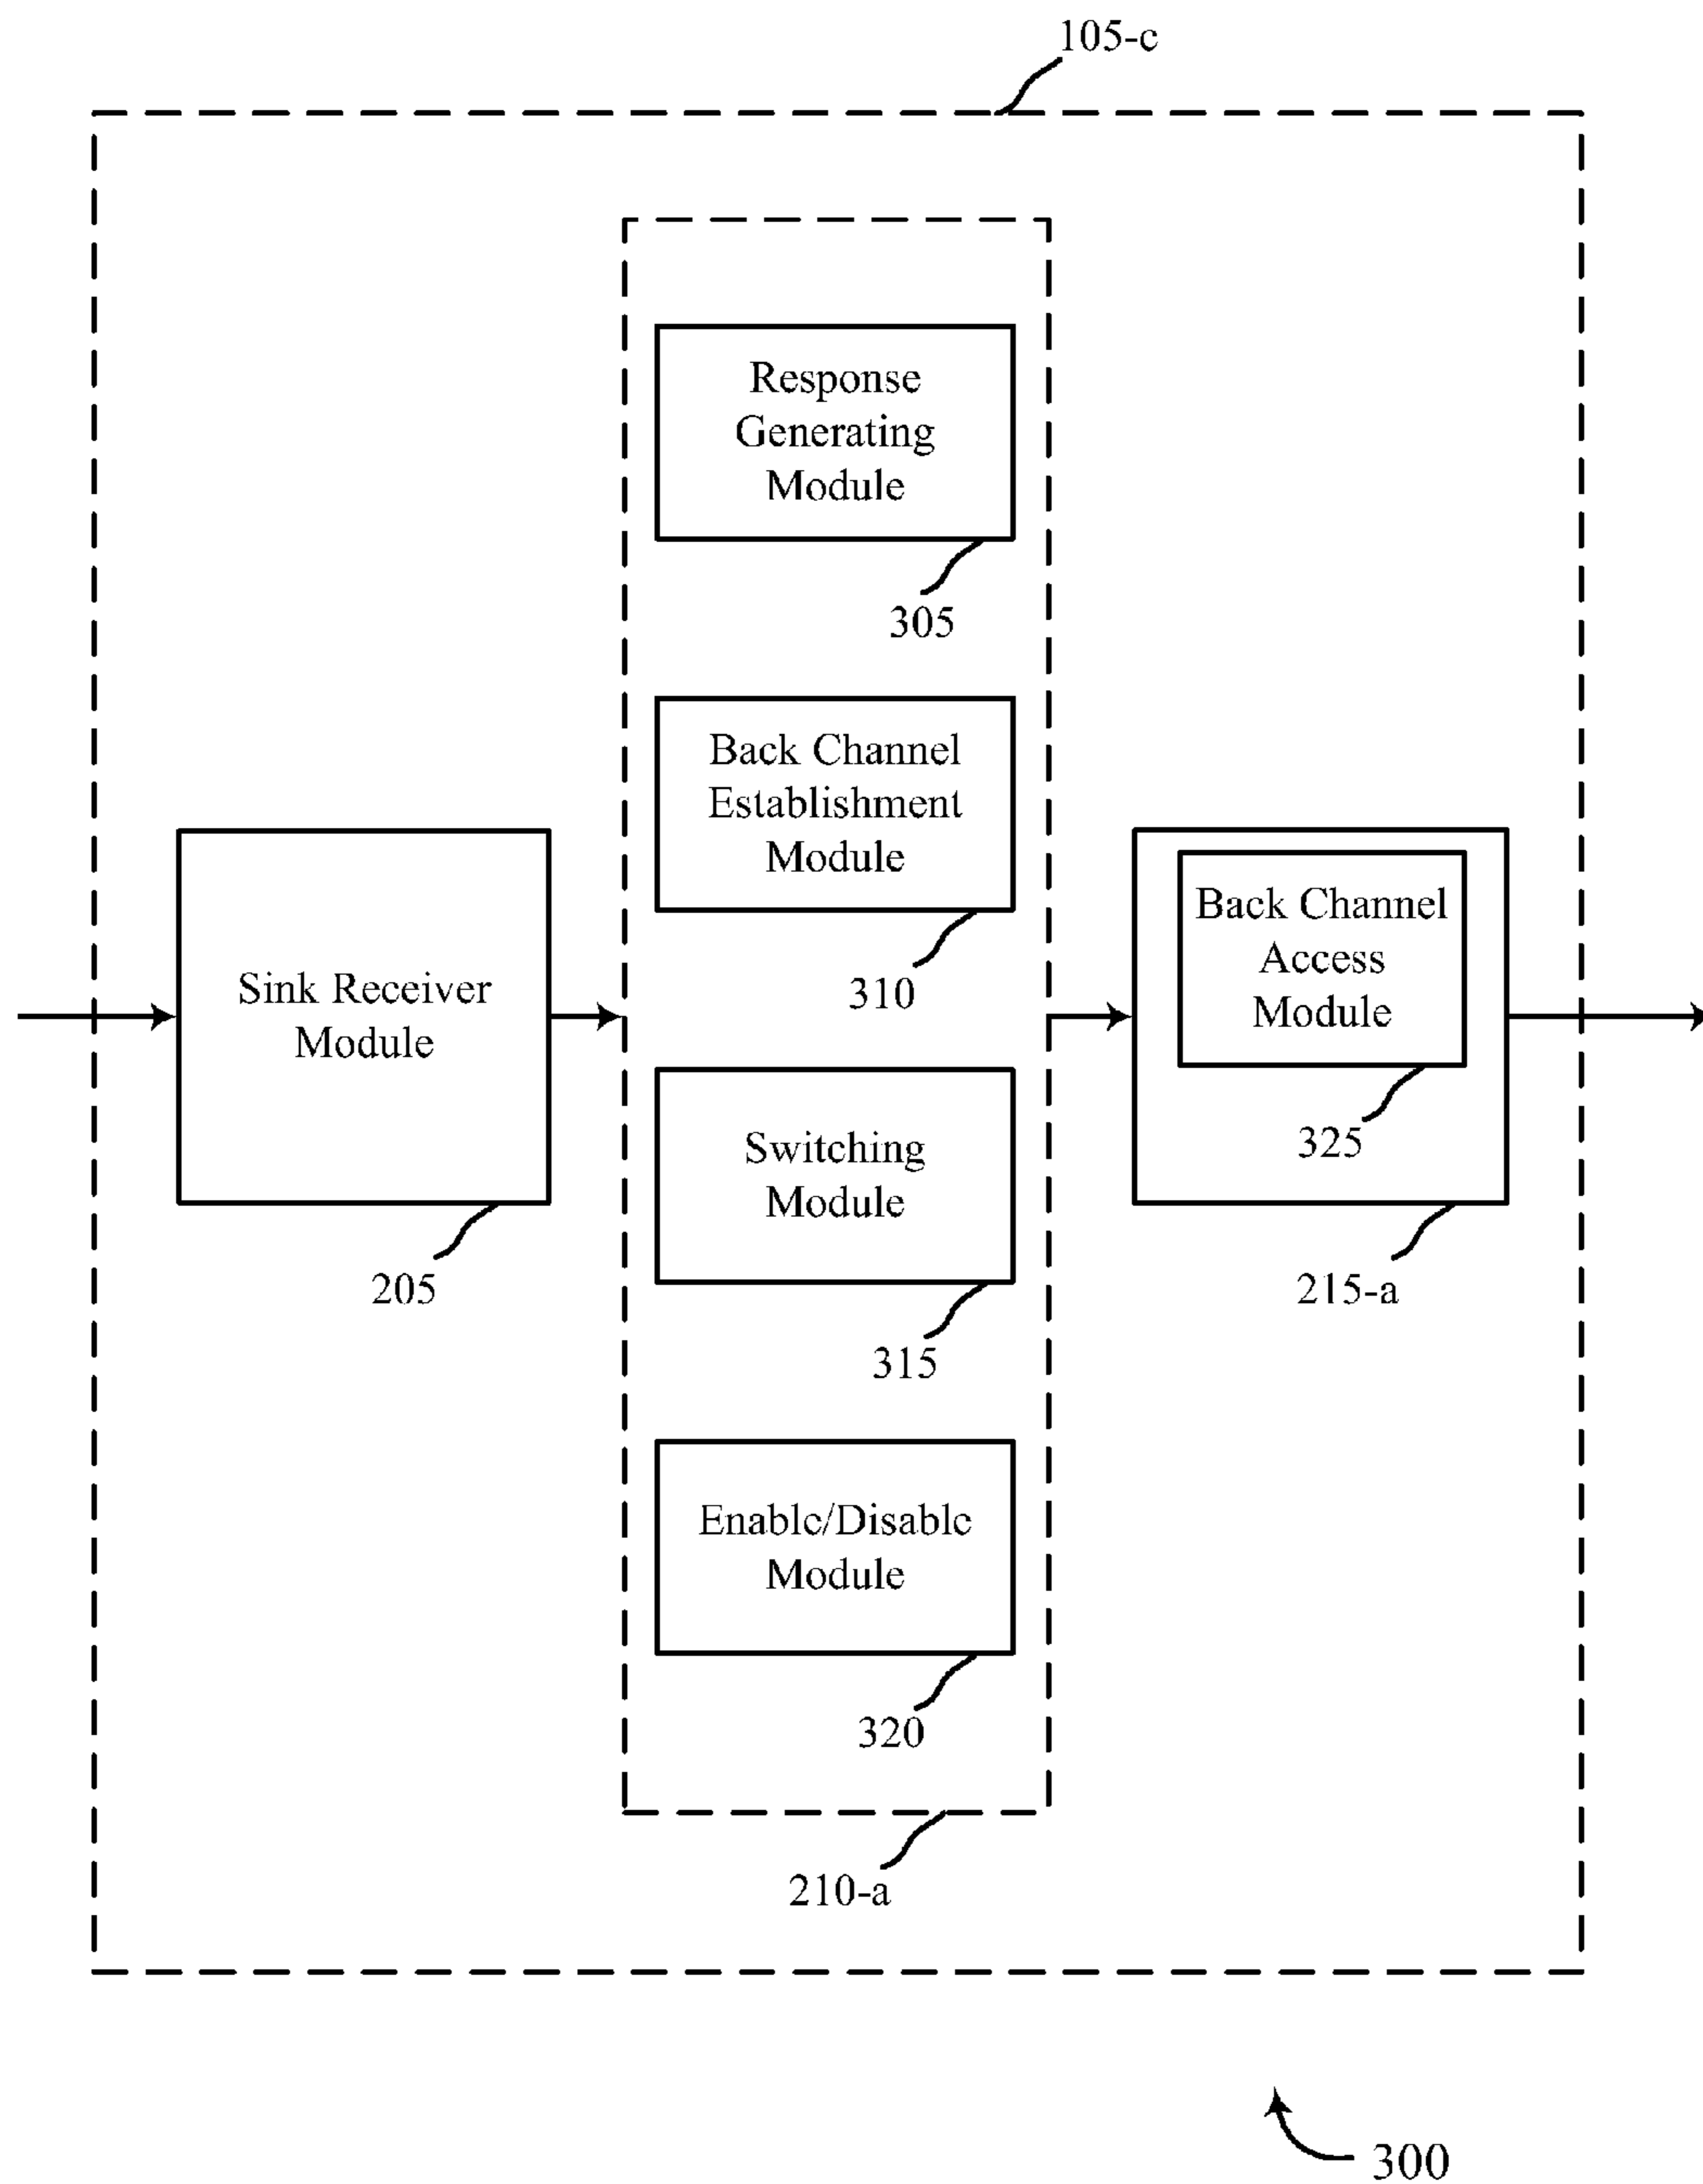 105-c
Response
Generating
Module
305
Back Channel
Establishment
Module
310
Sink Receiver
Module
205
Switching
Module
315
Enable/Disable
Module
320
210-a
Back Channel
Access
Module
325
215-a
300